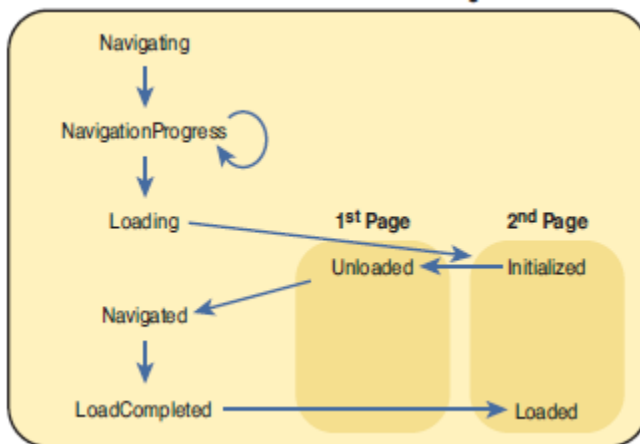 Navigating
NavigationProgress
Loading
1st Page
2nd Page
Unloaded
Initialized
Navigated
LoadCompleted
Loaded